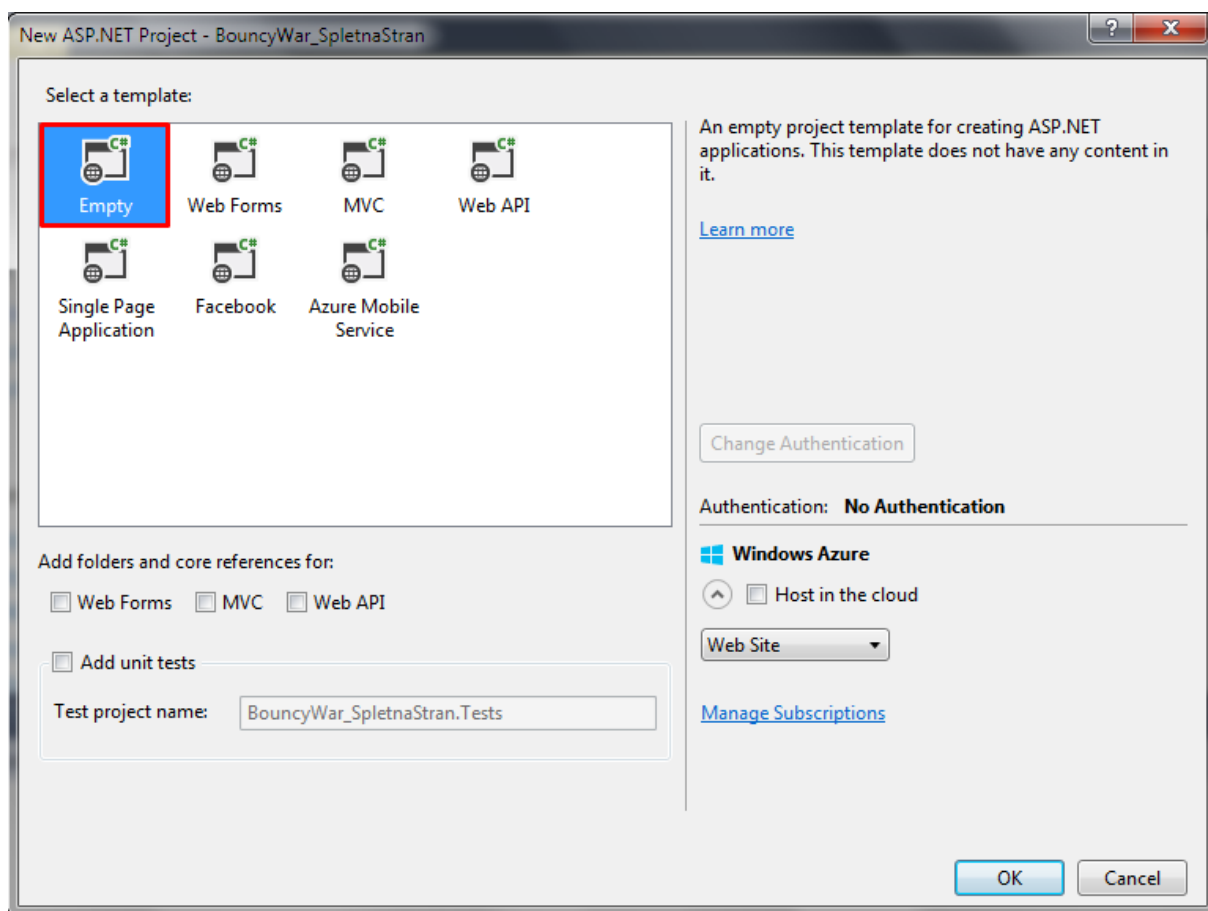 New ASP.NET Project - BouncyWar_SpletnaStran
?
X
Select a template:
C# C# C# C#
Empty Web Forms MVC Web API
C# C# C#
Single Page Application
Facebook
Azure Mobile Service
An empty project template for creating ASP.NET
applications. This template does not have any content in
it.
Learn more
Change Authentication
Authentication: No Authentication
Windows Azure
Host in the cloud
Web Site
Manage Subscriptions
Add folders and core references for:
Web Forms MVC Web API
Add unit tests
Test project name: BouncyWar_SpletnaStran.Tests
OK Cancel